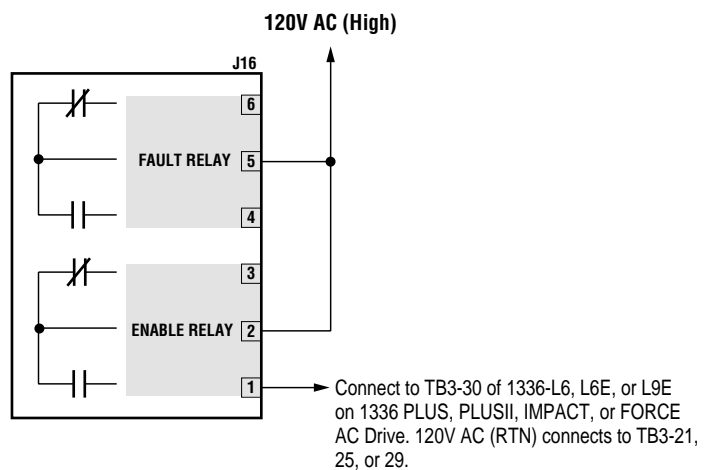 120V AC (High)
J16
6
FAULT RELAY 5
4
3
ENABLE RELAY 2
1
Connect to TB3-30 of 1336-L6, L6E, or L9E
on 1336 PLUS, PLUSII, IMPACT, or FORCE
AC Drive. 120V AC (RTN) connects to TB3-21,
25, or 29.